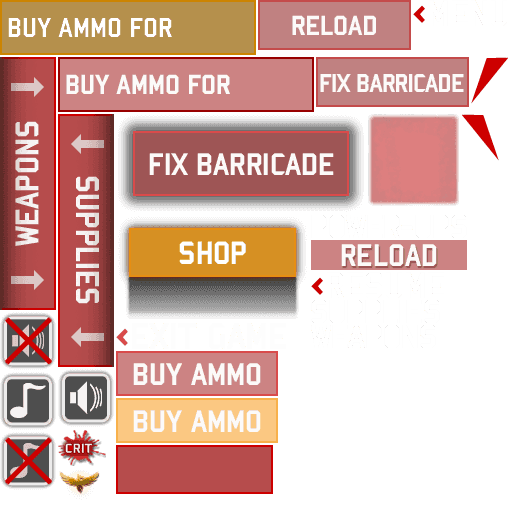 BUY AMMO FOR
RELOAD
BUY AMMO FOR
FIX BARRICADE
WEAPONS
SUPPLIES
FIX BARRICADE
SHOP
RELOAD
EXIT GAME
BUY AMMO
BUY AMMO
CRIT